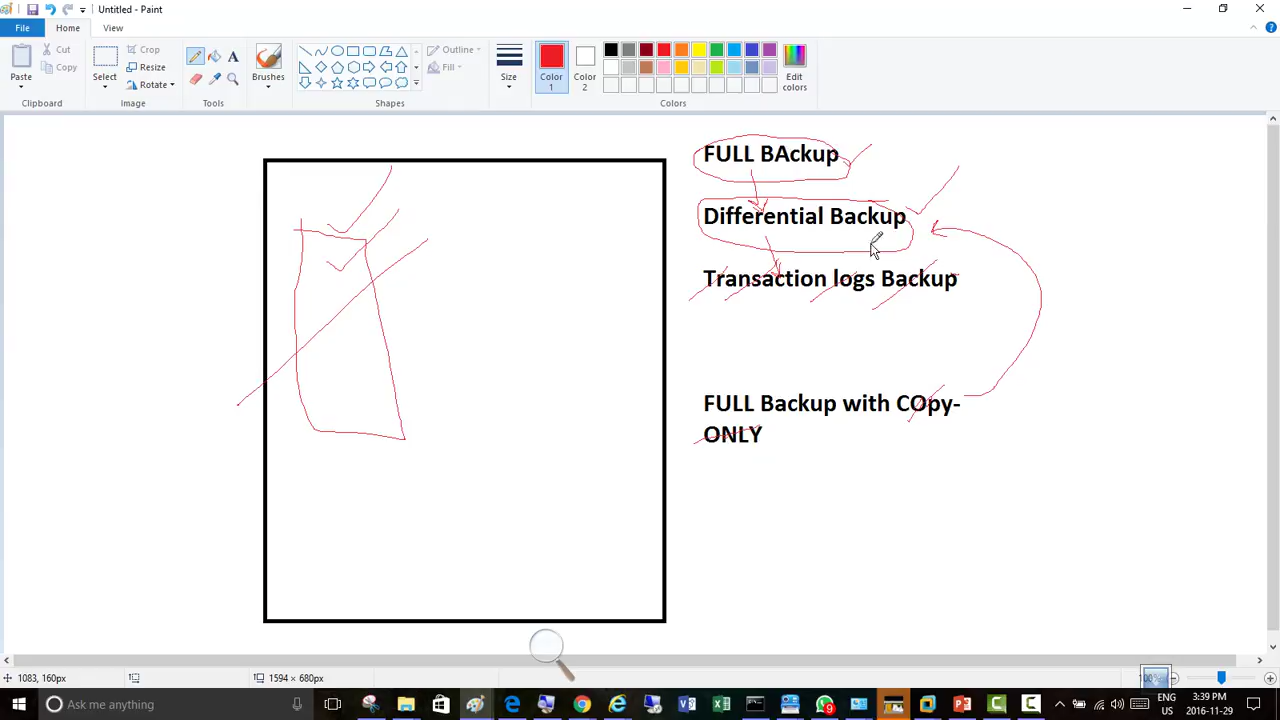 Untitled - Paint
File
Home
View
Paste
Cut
Copy
Clipboard
Select
Crop
Resize
Rotate
Image
Tools
Brushes
Shapes
Outline
Fill
Size
Color 1
Color 2
Edit colors
Colors
FULL BAckup
Differential Backup
Transaction logs Backup
FULL Backup with COpy-
ONLY
1083, 160px
1594 × 680px
100%
Ask me anything
9
ENG
US
3:39 PM
2016-11-29